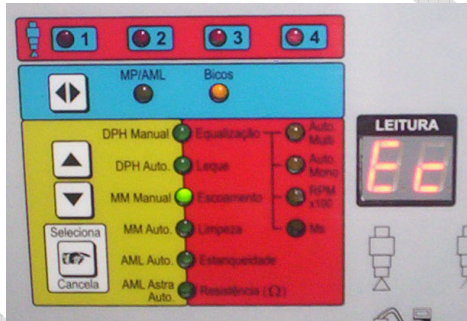 1 2 3 4
MP/AML Bicos
DPH Manual Equalização Auto. Multi
DPH Auto. Leque Auto. Mono
MM Manual Escoamento RPM x100
MM Auto. Limpeza Ms
AML Auto. Estanqueidade
AML Astra Auto. Resistência (Ω)
Seleciona
Cancela
LEITURA
Ec